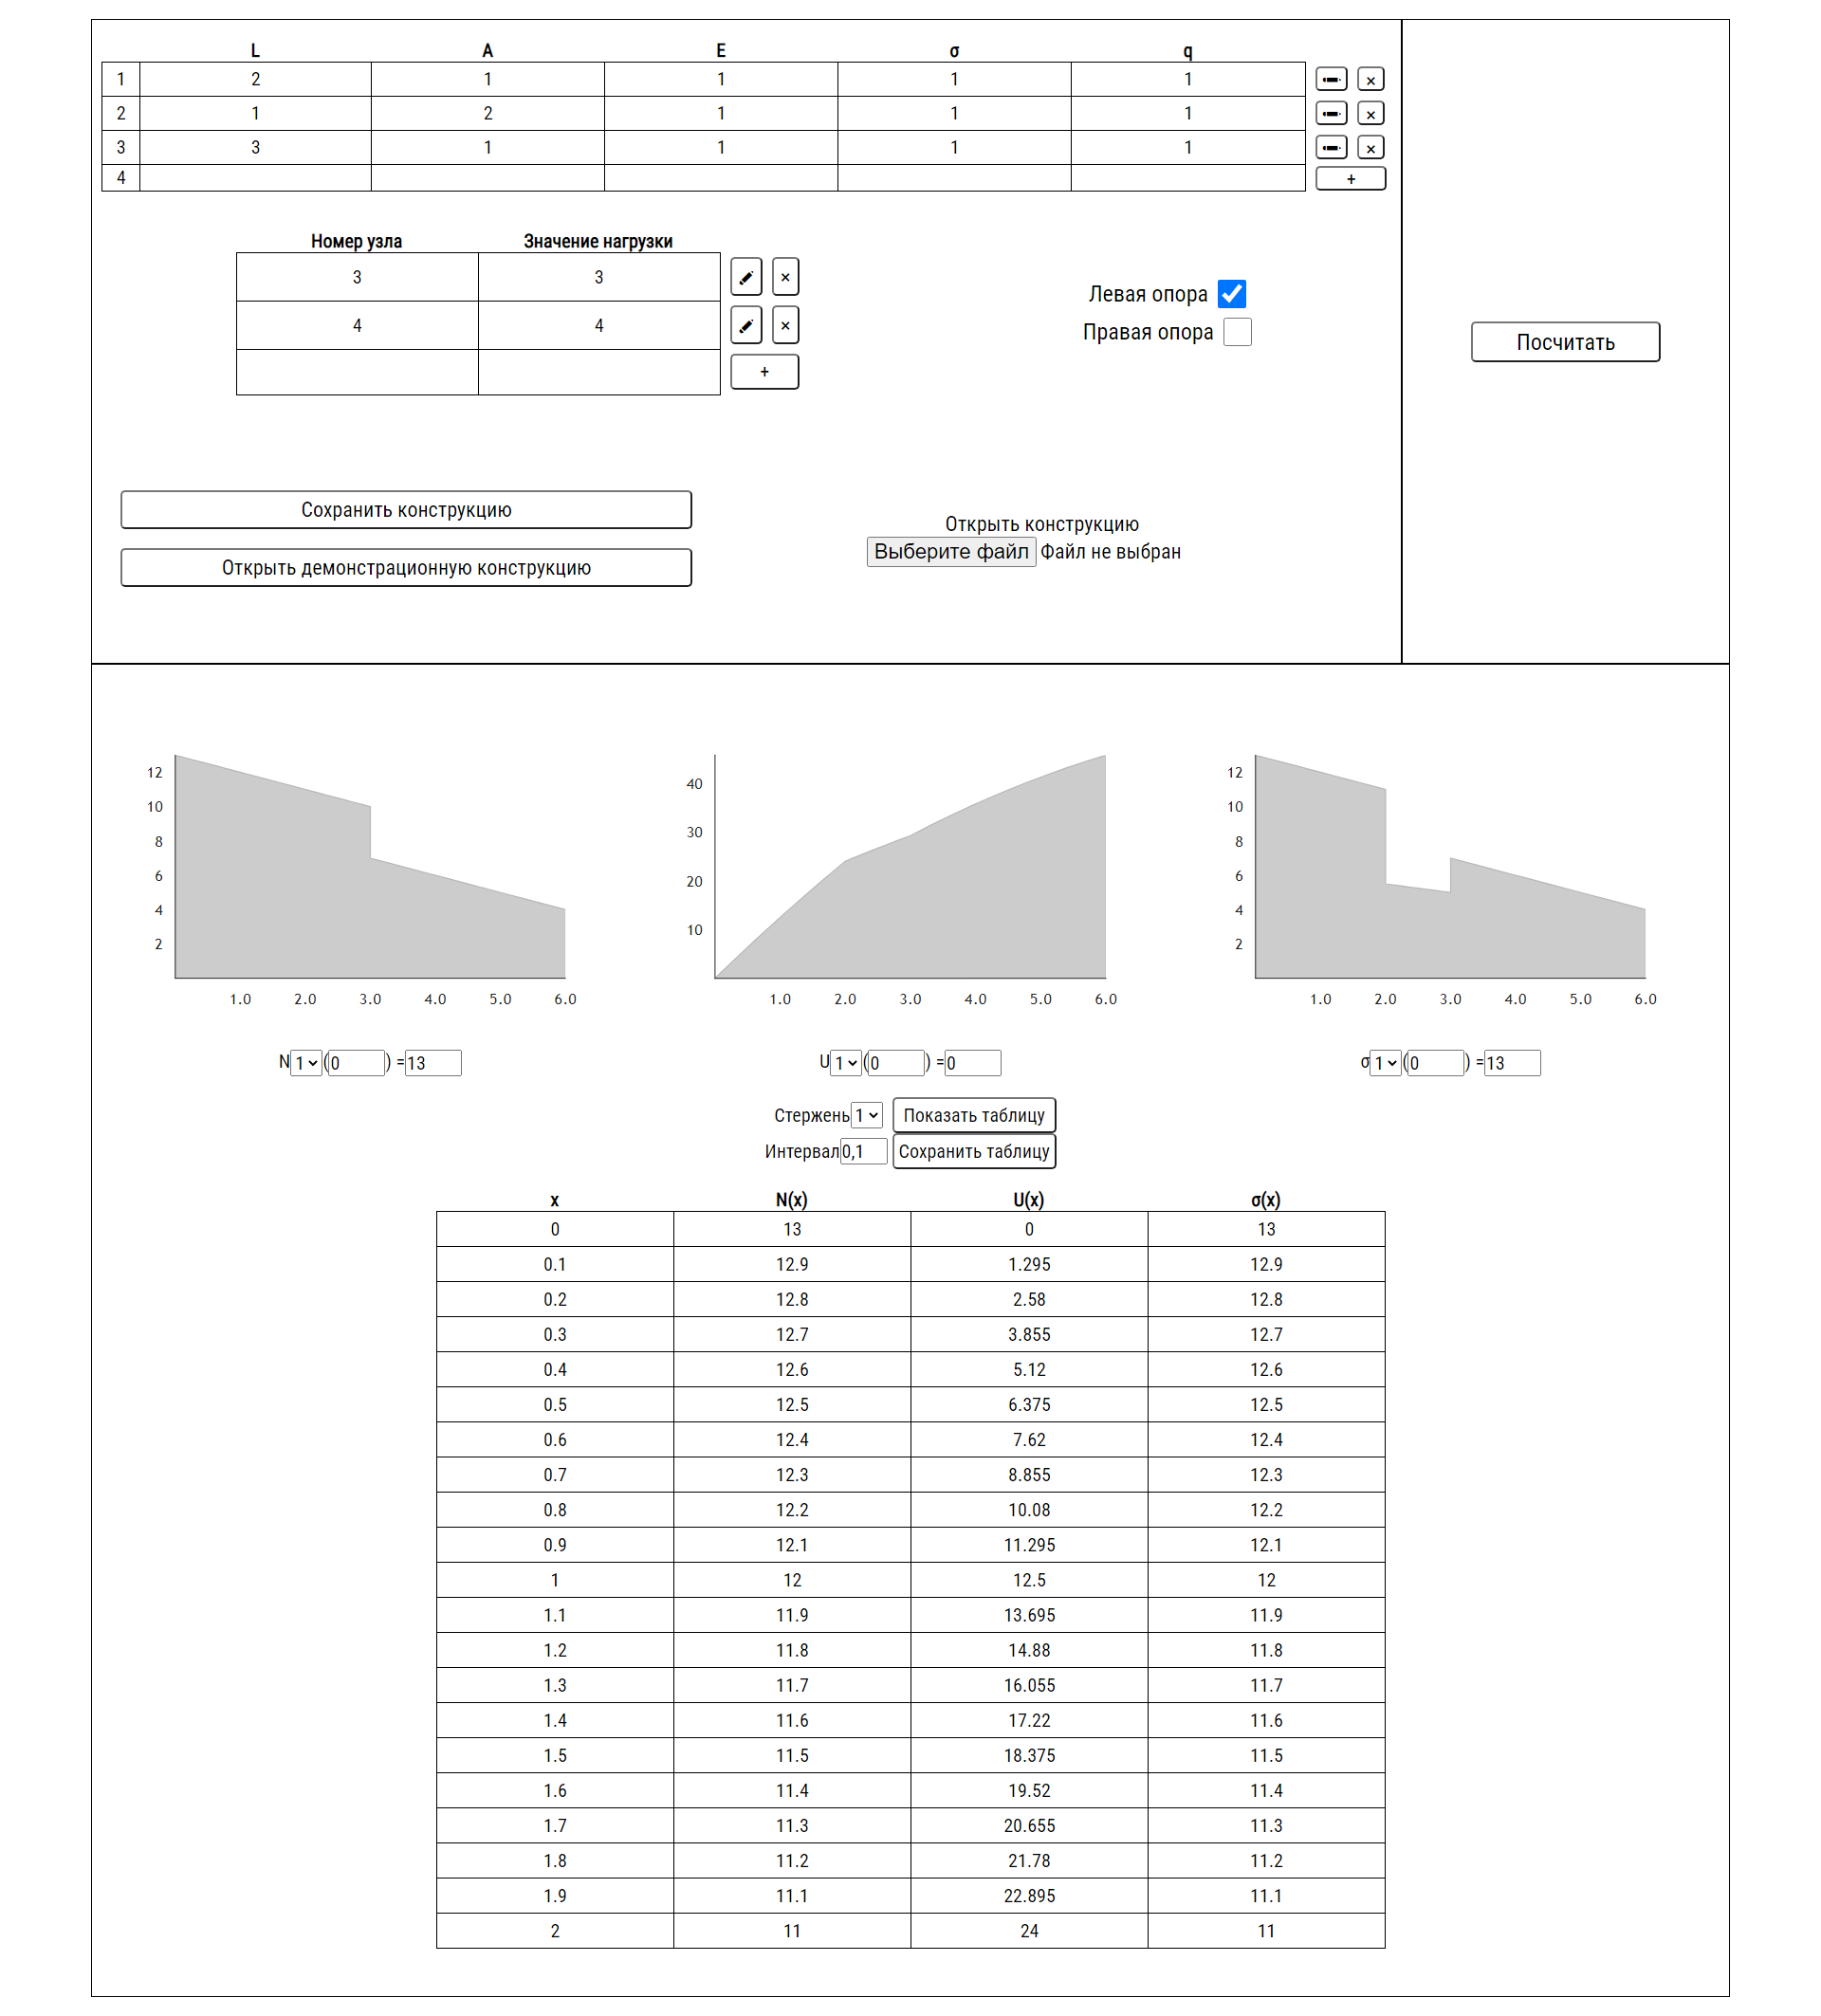 L A E σ q
1 2 1 1 1 1 ×
2 1 2 1 1 1 ×
3 3 1 1 1 1 ×
4 +
Номер узла Значение нагрузки
3 3 ×
4 4 ×
+
Левая опора
Правая опора
Посчитать
Сохранить конструкцию
Открыть демонстрационную конструкцию
Открыть конструкцию
Выберите файл Файл не выбран
12
10
8
6
4
2
1.0 2.0 3.0 4.0 5.0 6.0
40
30
20
10
1.0 2.0 3.0 4.0 5.0 6.0
12
10
8
6
4
2
1.0 2.0 3.0 4.0 5.0 6.0
N 1 (0) =13
U 1 (0) =0
σ 1 (0) =13
Стержень 1 Показать таблицу
Интервал 0,1 Сохранить таблицу
x N(x) U(x) σ(x)
0 13 0 13
0.1 12.9 1.295 12.9
0.2 12.8 2.58 12.8
0.3 12.7 3.855 12.7
0.4 12.6 5.12 12.6
0.5 12.5 6.375 12.5
0.6 12.4 7.62 12.4
0.7 12.3 8.855 12.3
0.8 12.2 10.08 12.2
0.9 12.1 11.295 12.1
1 12 12.5 12
1.1 11.9 13.695 11.9
1.2 11.8 14.88 11.8
1.3 11.7 16.055 11.7
1.4 11.6 17.22 11.6
1.5 11.5 18.375 11.5
1.6 11.4 19.52 11.4
1.7 11.3 20.655 11.3
1.8 11.2 21.78 11.2
1.9 11.1 22.895 11.1
2 11 24 11